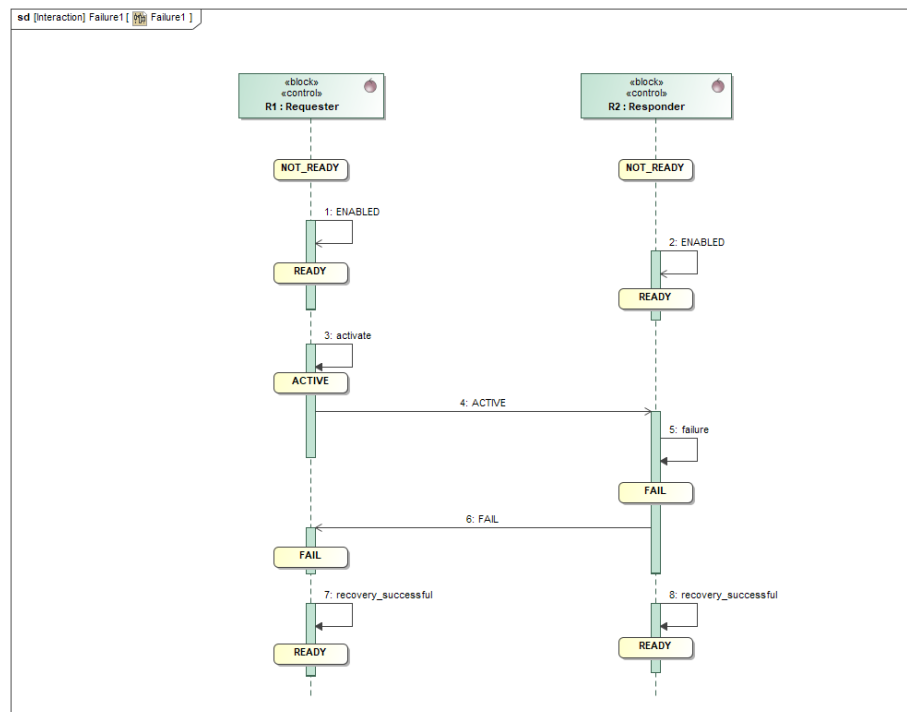 sd [Interaction] Failure1 [ Failure1 ]
«block»
«control»
R1 : Requester
«block»
«control»
R2 : Responder
NOT_READY
NOT_READY
1: ENABLED
2: ENABLED
READY
READY
3: activate
ACTIVE
4: ACTIVE
5: failure
FAIL
6: FAIL
FAIL
7: recovery_successful
8: recovery_successful
READY
READY